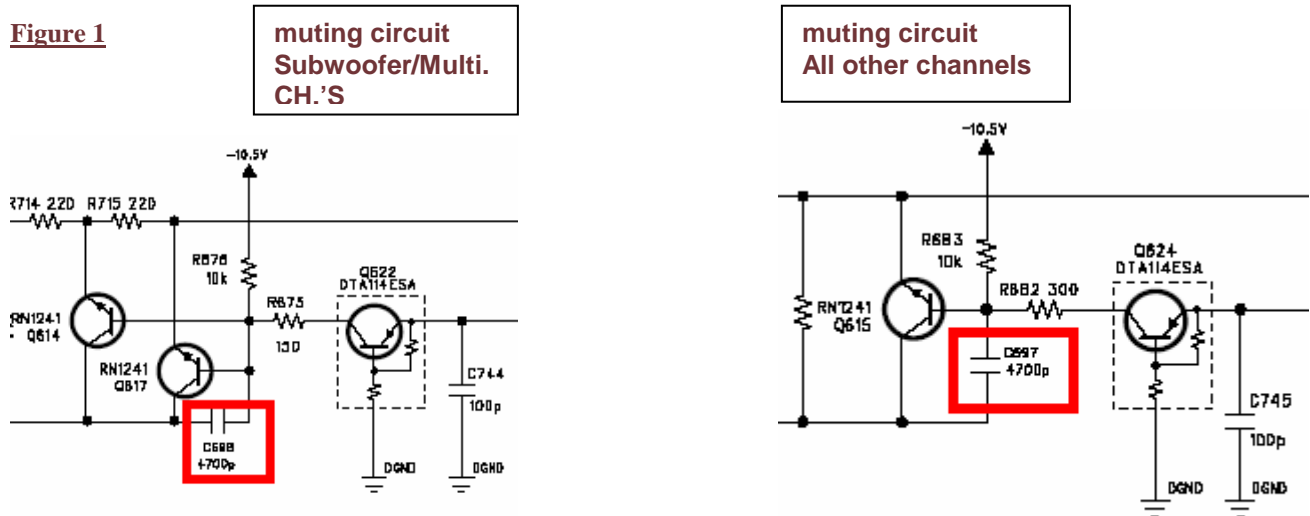 Figure 1
muting circuit
Subwoofer/Multi.
CH.'S
muting circuit
All other channels
-10.5V
R714 220 R715 220
R676
10k
Q622
DTA114ESA
R675
150
RN1241
Q614
RN1241
Q617
C698
4700p
C744
100p
DGND
DGND
-10.5V
R683
10k
Q624
DTA114ESA
R682 300
RN1241
Q615
C697
4700p
C745
100p
DGND
DGND